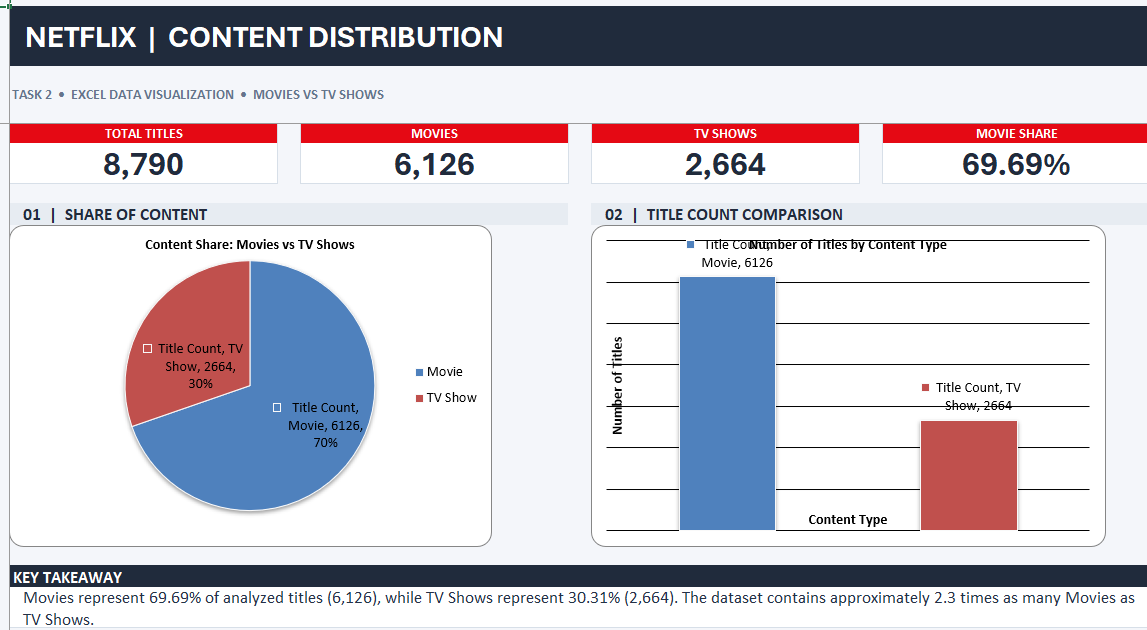 NETFLIX | CONTENT DISTRIBUTION
TASK 2 • EXCEL DATA VISUALIZATION • MOVIES VS TV SHOWS
TOTAL TITLES
8,790
MOVIES
6,126
TV SHOWS
2,664
MOVIE SHARE
69.69%
01 | SHARE OF CONTENT
Content Share: Movies vs TV Shows
Title Count, TV
Show, 2664,
30%
Title Count,
Movie, 6126,
70%
Movie
TV Show
02 | TITLE COUNT COMPARISON
Number of Titles by Content Type
Title Count,
Movie, 6126
Number of Titles
Title Count, TV
Show, 2664
Content Type
KEY TAKEAWAY
Movies represent 69.69% of analyzed titles (6,126), while TV Shows represent 30.31% (2,664). The dataset contains approximately 2.3 times as many Movies as
TV Shows.